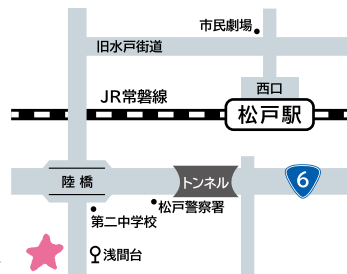 市民劇場
旧水戸街道
西口
JR常磐線
松戸駅
陸橋
トンネル
6
松戸警察署
第二中学校
浅間台